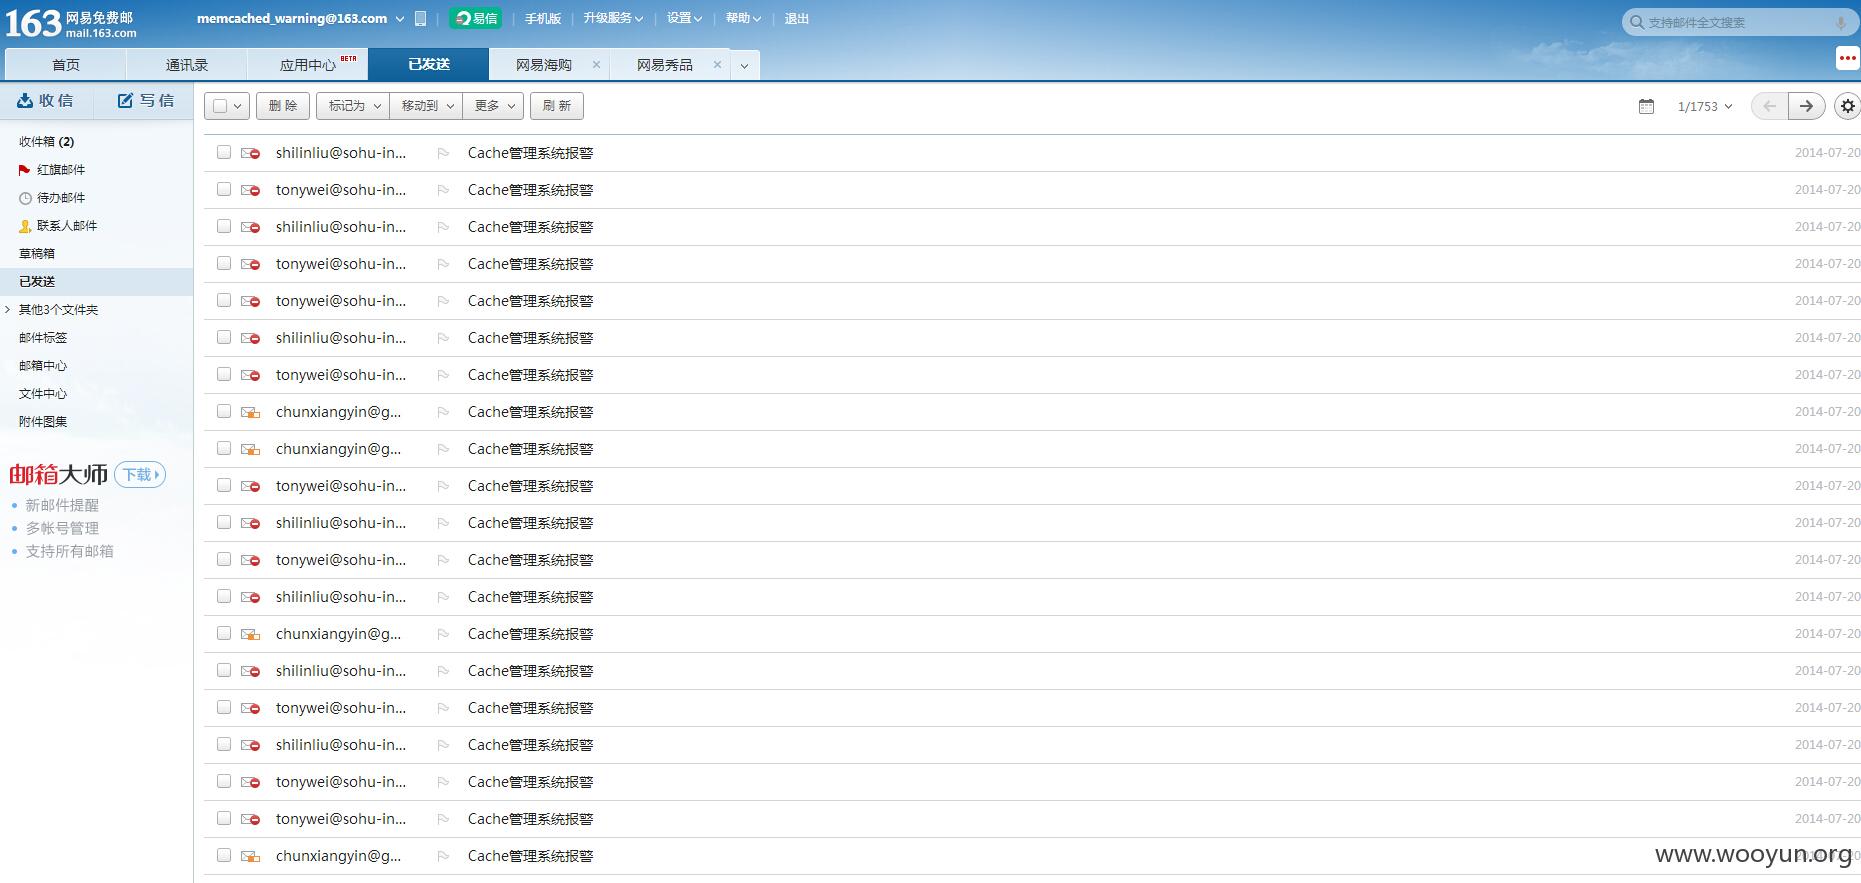 163 网易免费邮
mail.163.com
memcached_warning@163.com 易信 手机版 升级服务 设置 帮助 退出
支持邮件全文搜索
首页 通讯录 应用中心 BETA 已发送 网易海购 × 网易秀品 ×
收信 写信
删除 标记为 移动到 更多 刷新 1/1753
收件箱 (2)
红旗邮件
待办邮件
联系人邮件
草稿箱
已发送
其他3个文件夹
邮件标签
邮箱中心
文件中心
附件图集
邮箱大师 下载
新邮件提醒
多帐号管理
支持所有邮箱
shilinliu@sohu-in... Cache管理系统报警 2014-07-20
tonywei@sohu-in... Cache管理系统报警 2014-07-20
shilinliu@sohu-in... Cache管理系统报警 2014-07-20
tonywei@sohu-in... Cache管理系统报警 2014-07-20
tonywei@sohu-in... Cache管理系统报警 2014-07-20
shilinliu@sohu-in... Cache管理系统报警 2014-07-20
tonywei@sohu-in... Cache管理系统报警 2014-07-20
chunxiangyin@g... Cache管理系统报警 2014-07-20
chunxiangyin@g... Cache管理系统报警 2014-07-20
tonywei@sohu-in... Cache管理系统报警 2014-07-20
shilinliu@sohu-in... Cache管理系统报警 2014-07-20
tonywei@sohu-in... Cache管理系统报警 2014-07-20
shilinliu@sohu-in... Cache管理系统报警 2014-07-20
chunxiangyin@g... Cache管理系统报警 2014-07-20
shilinliu@sohu-in... Cache管理系统报警 2014-07-20
tonywei@sohu-in... Cache管理系统报警 2014-07-20
shilinliu@sohu-in... Cache管理系统报警 2014-07-20
tonywei@sohu-in... Cache管理系统报警 2014-07-20
tonywei@sohu-in... Cache管理系统报警 2014-07-20
chunxiangyin@g... Cache管理系统报警
www.wooyun.org